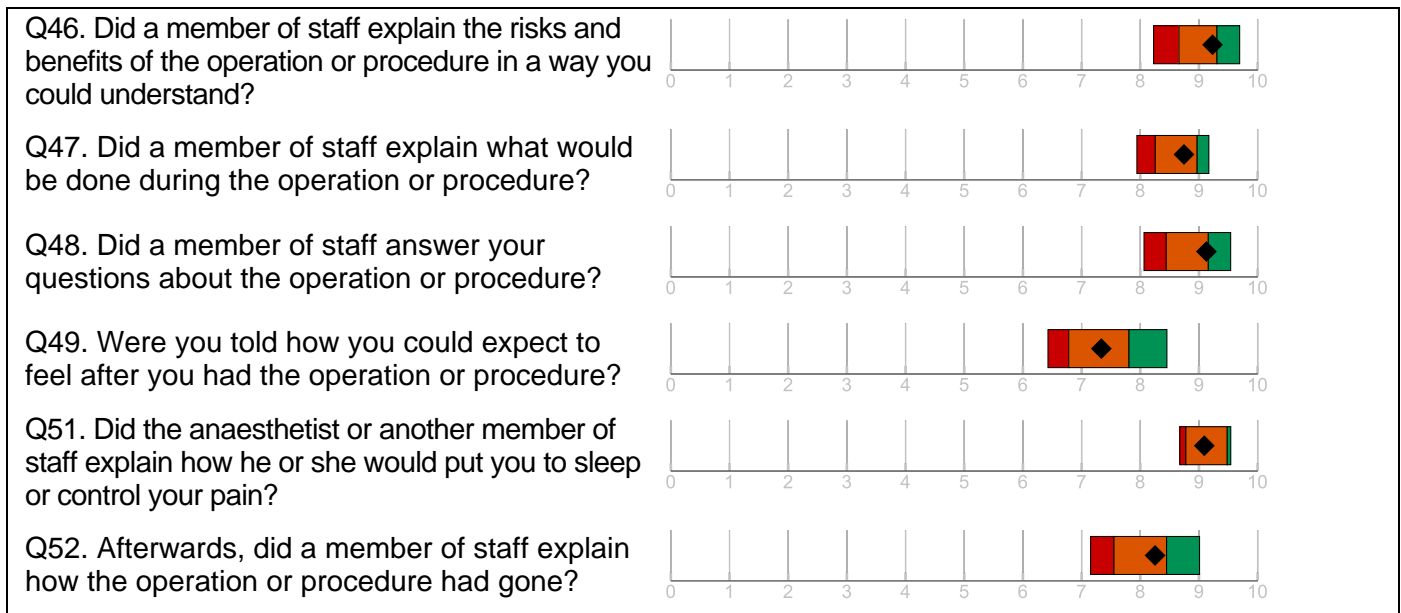 Q46. Did a member of staff explain the risks and
benefits of the operation or procedure in a way you
could understand?
0 1 2 3 4 5 6 7 8 9 10
Q47. Did a member of staff explain what would
be done during the operation or procedure?
0 1 2 3 4 5 6 7 8 9 10
Q48. Did a member of staff answer your
questions about the operation or procedure?
0 1 2 3 4 5 6 7 8 9 10
Q49. Were you told how you could expect to
feel after you had the operation or procedure?
0 1 2 3 4 5 6 7 8 9 10
Q51. Did the anaesthetist or another member of
staff explain how he or she would put you to sleep
or control your pain?
0 1 2 3 4 5 6 7 8 9 10
Q52. Afterwards, did a member of staff explain
how the operation or procedure had gone?
0 1 2 3 4 5 6 7 8 9 10